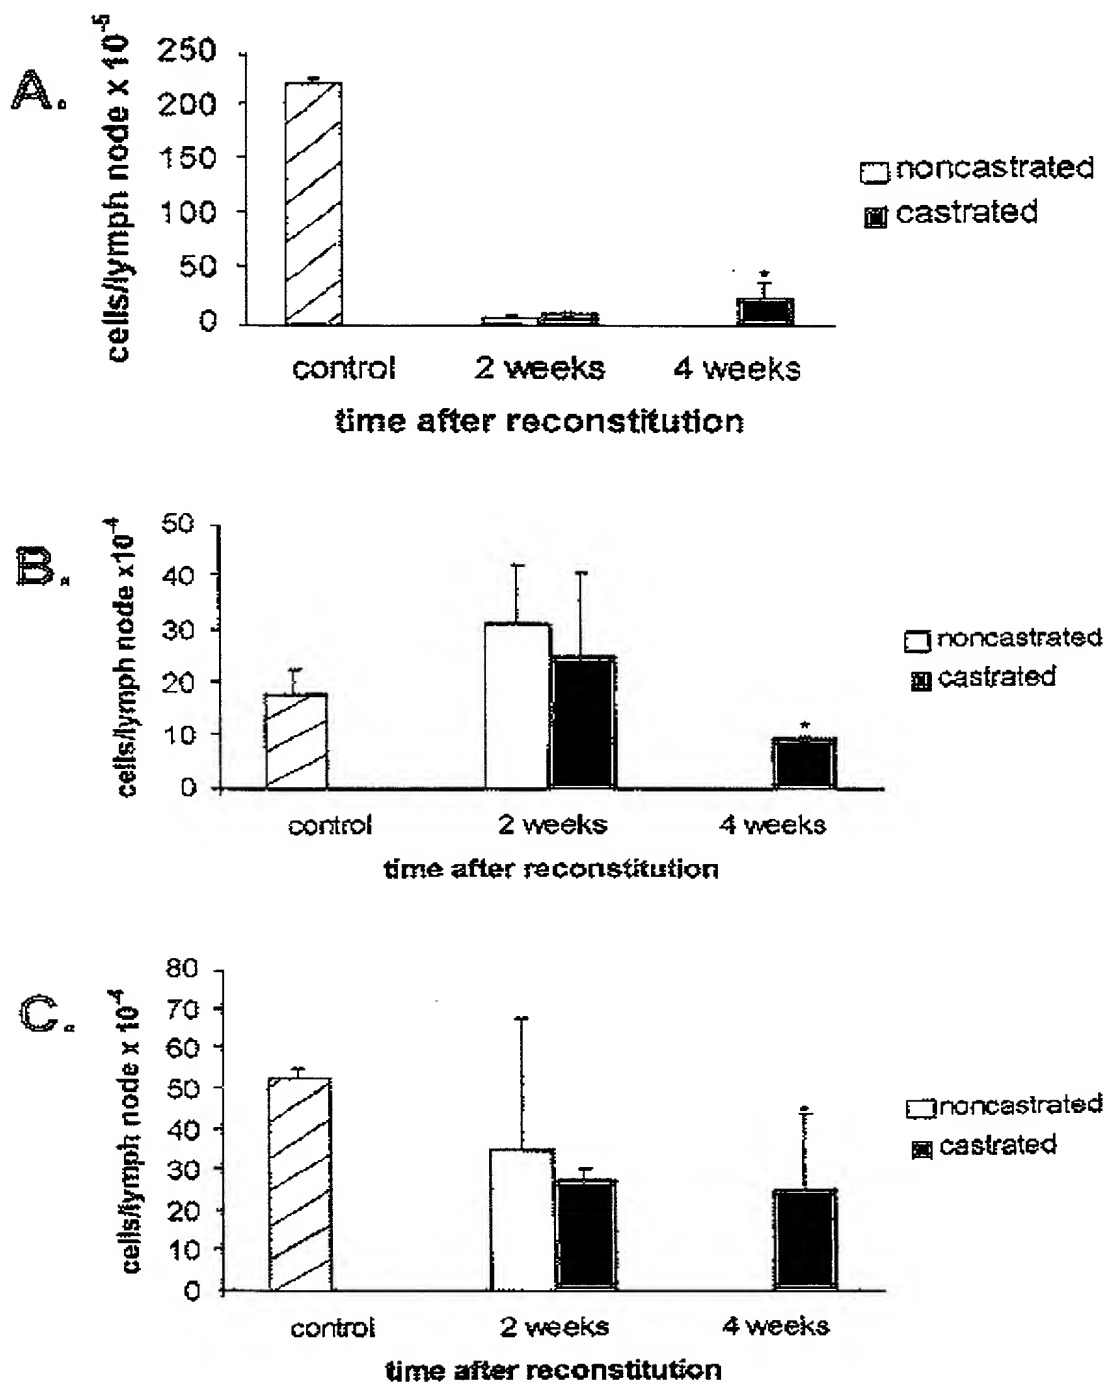 A.
cells/lymph node x 10⁻⁵
250
200
150
100
50
0
*
noncastrated
castrated
control 2 weeks 4 weeks
time after reconstitution
B.
cells/lymph node x10⁻⁴
50
40
30
20
10
0
*
noncastrated
castrated
control 2 weeks 4 weeks
time after reconstitution
C.
cells/lymph node x 10⁻⁴
80
70
60
50
40
30
20
10
0
*
noncastrated
castrated
control 2 weeks 4 weeks
time after reconstitution